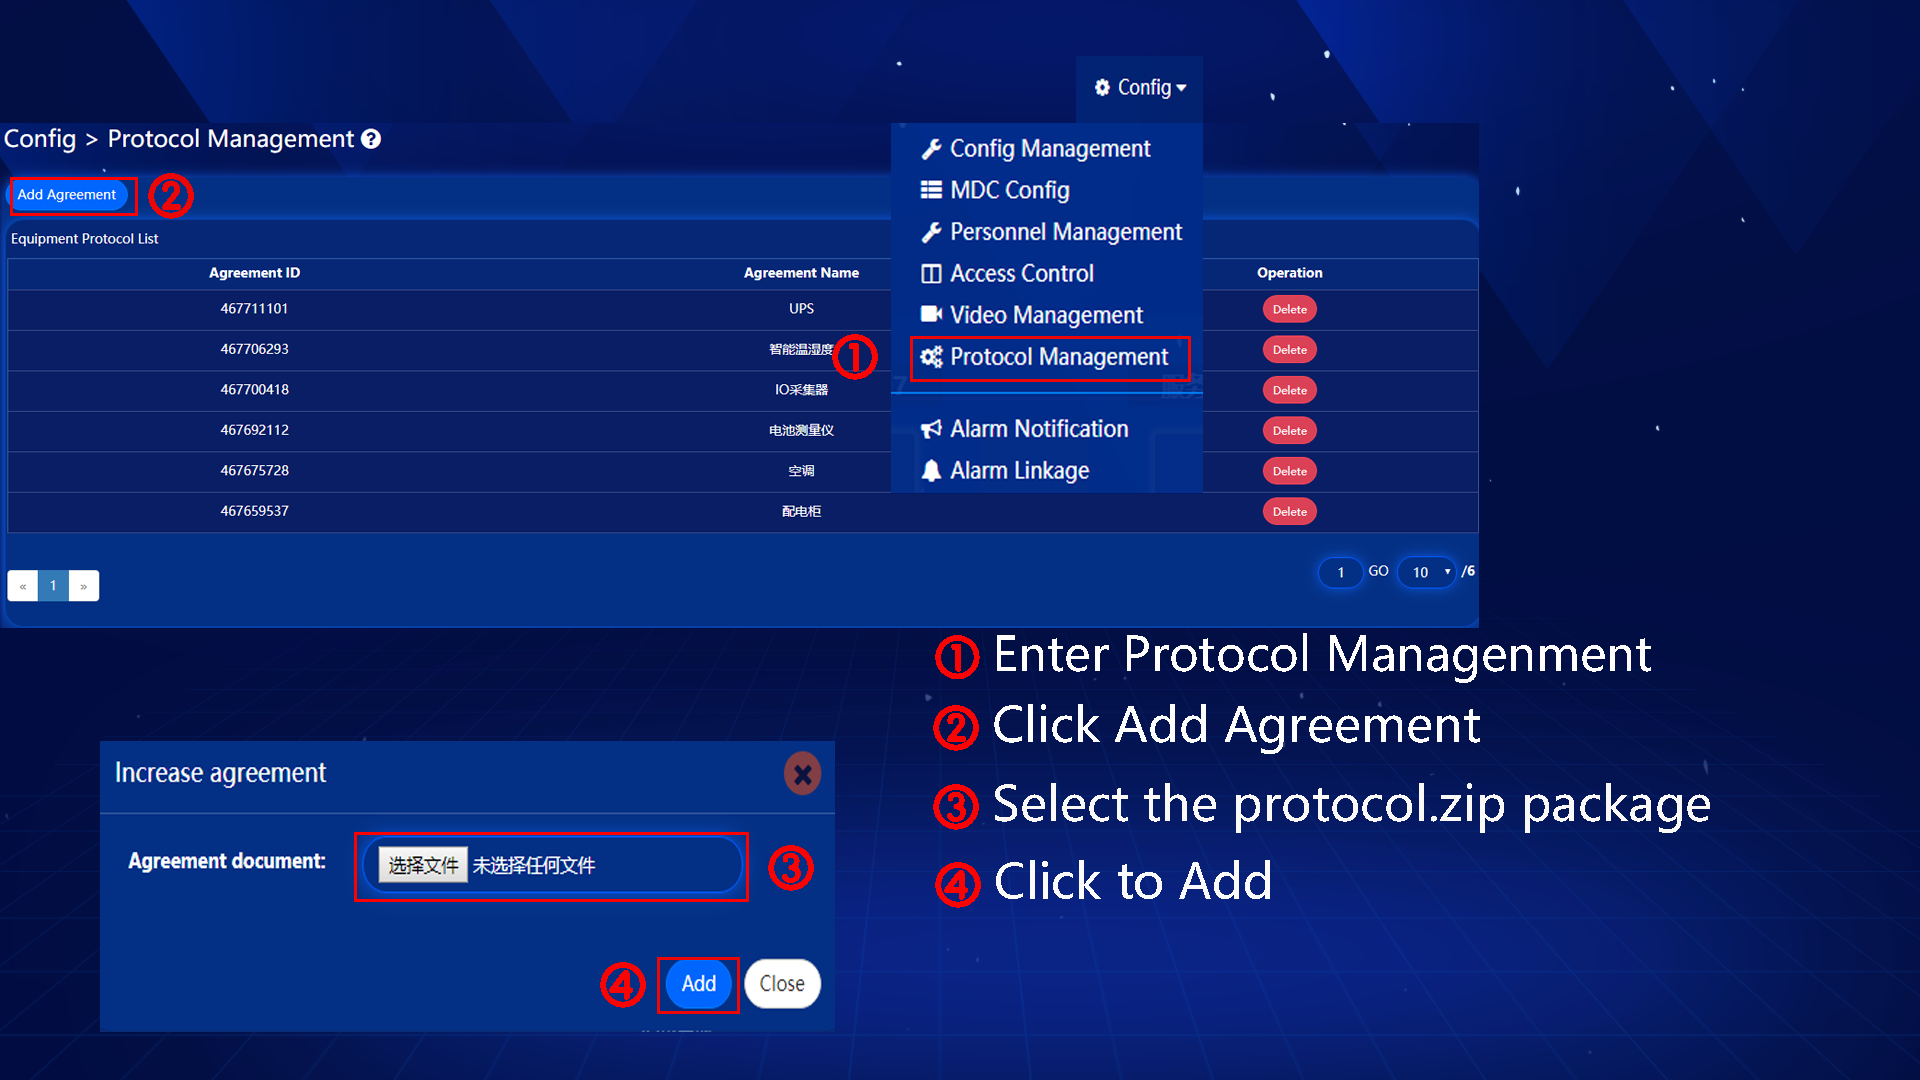 Config
Config > Protocol Management ?
Config Management
MDC Config
Personnel Management
Access Control
Video Management
① Protocol Management
Alarm Notification
Alarm Linkage
Add Agreement ②
Equipment Protocol List
Agreement ID Agreement Name Operation
467711101 UPS Delete
467706293 智能温湿度 Delete
467700418 IO采集器 Delete
467692112 电池测量仪 Delete
467675728 空调 Delete
467659537 配电柜 Delete
« 1 »
1 GO 10 /6
① Enter Protocol Managenment
② Click Add Agreement
③ Select the protocol.zip package
④ Click to Add
Increase agreement
Agreement document: 选择文件 未选择任何文件 ③
④ Add Close